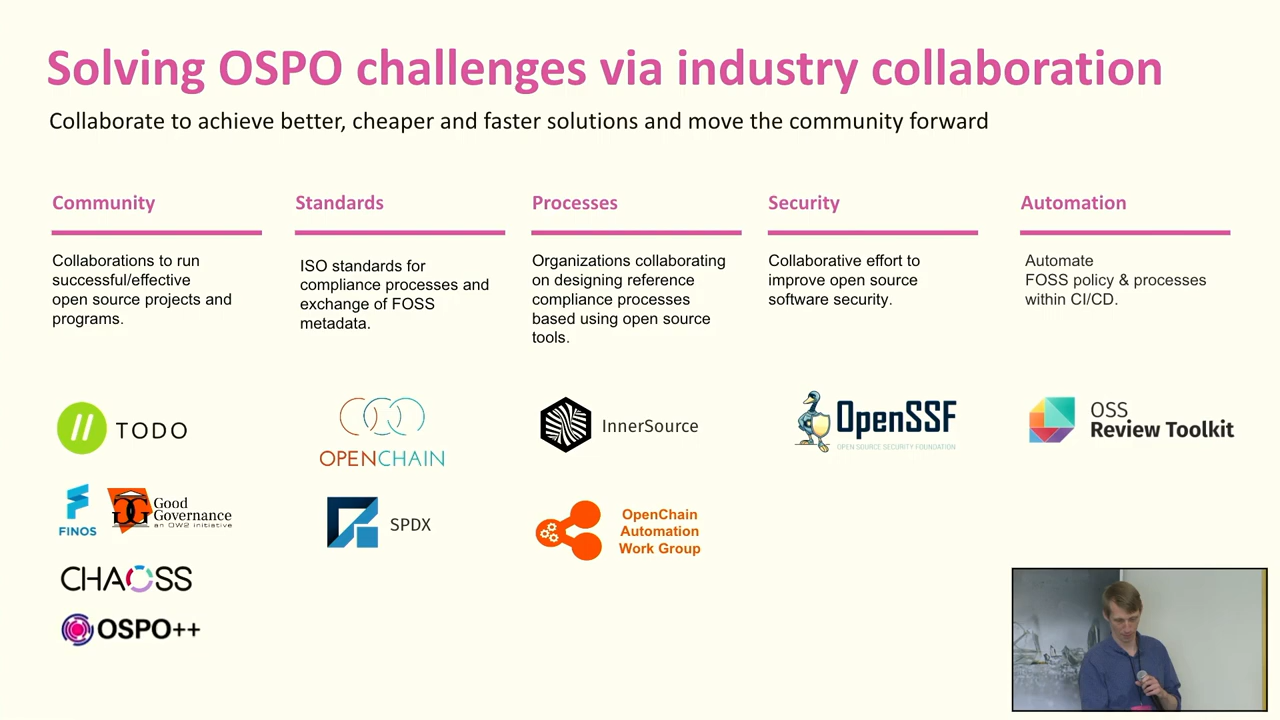 Solving OSPO challenges via industry collaboration
Collaborate to achieve better, cheaper and faster solutions and move the community forward
Community
Collaborations to run
successful/effective
open source projects and
programs.
TODO
FINOS
Good
Governance
an OW2 initiative
CHAOSS
OSPO++
Standards
ISO standards for
compliance processes and
exchange of FOSS
metadata.
OPENCHAIN
SPDX
Processes
Organizations collaborating
on designing reference
compliance processes
based using open source
tools.
InnerSource
OpenChain
Automation
Work Group
Security
Collaborative effort to
improve open source
software security.
OpenSSF
OPEN SOURCE SECURITY FOUNDATION
Automation
Automate
FOSS policy & processes
within CI/CD.
OSS
Review Toolkit